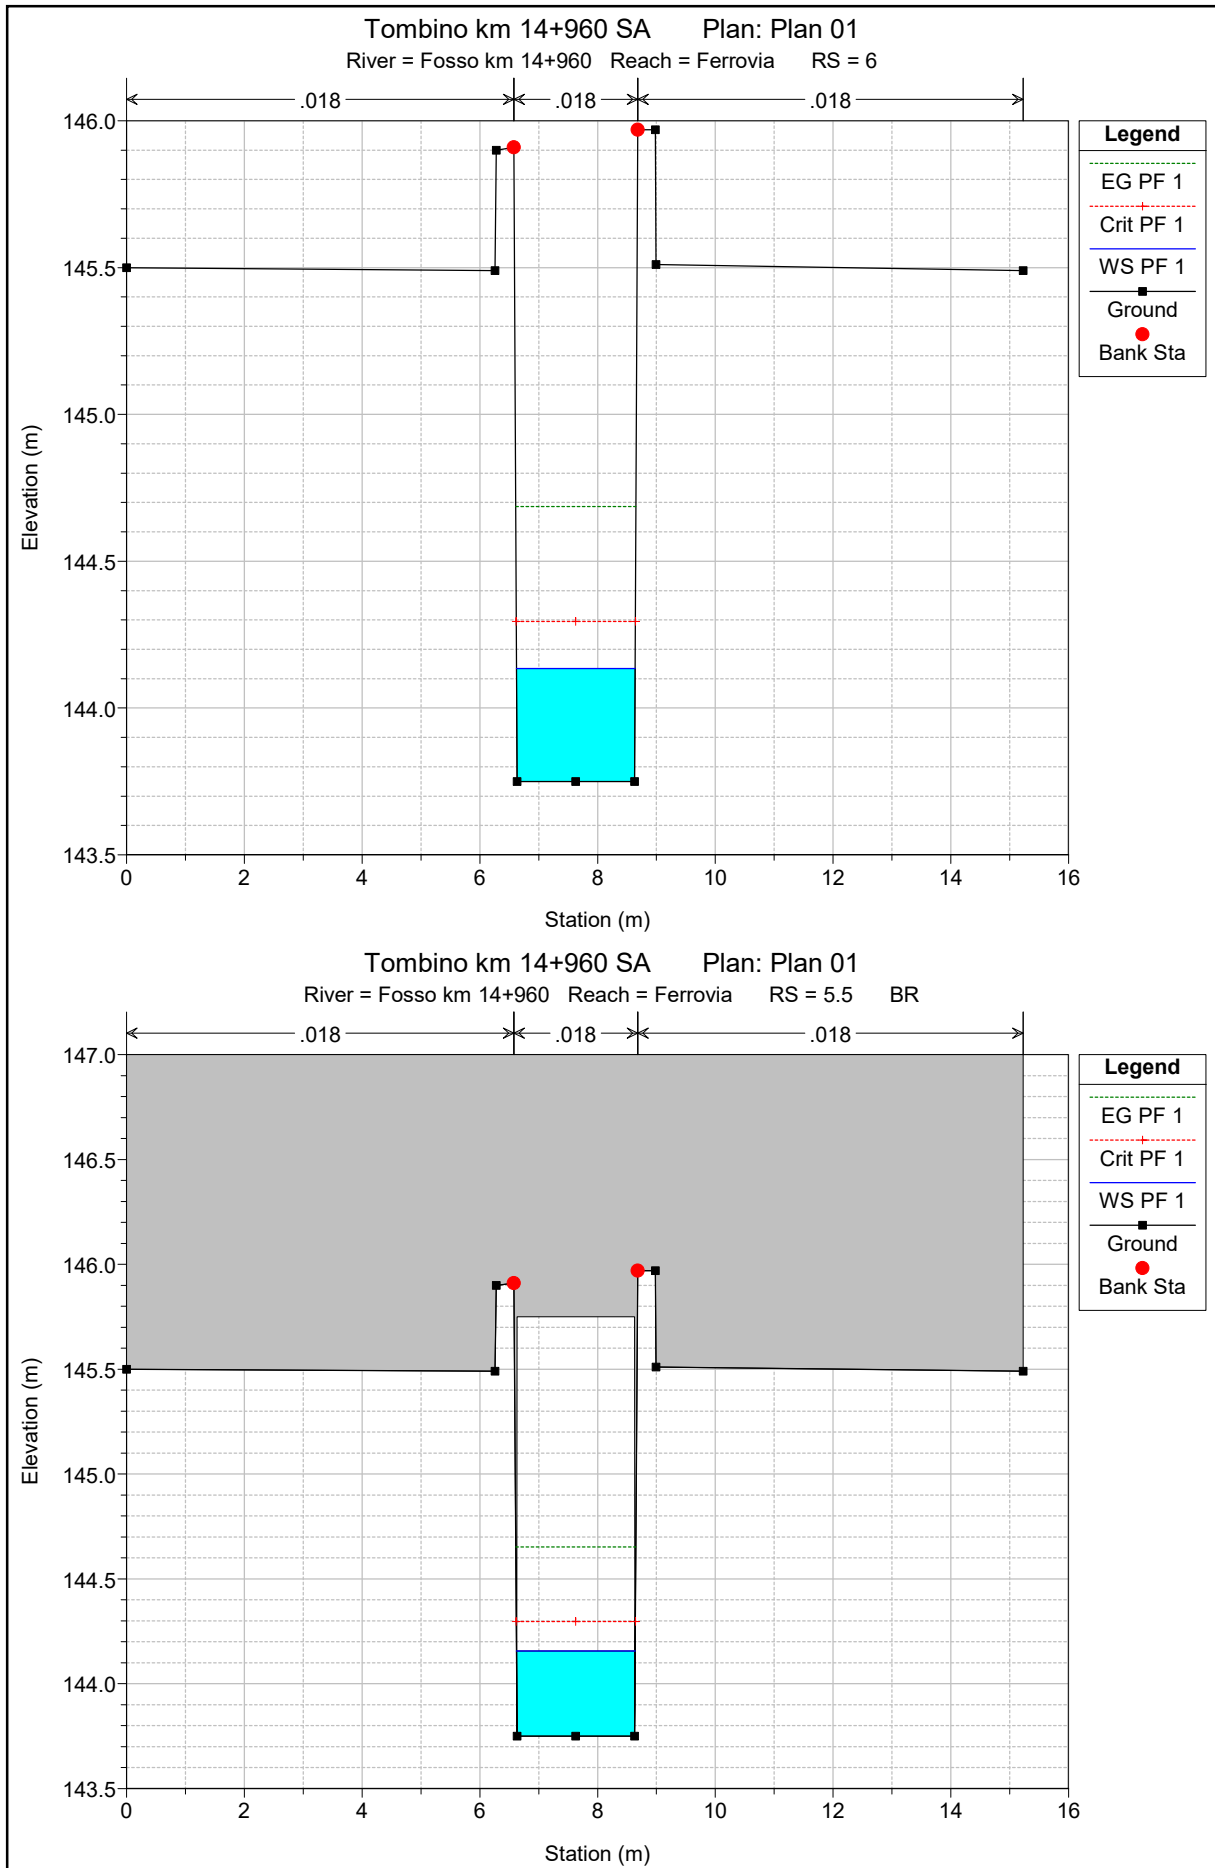 Tombino km 14+960 SA Plan: Plan 01
River = Fosso km 14+960 Reach = Ferrovia RS = 6
.018 .018 .018
146.0
145.5
145.0
144.5
144.0
143.5
Elevation (m)
0 2 4 6 8 10 12 14 16
Station (m)
Legend
EG PF 1
Crit PF 1
WS PF 1
Ground
Bank Sta
Tombino km 14+960 SA Plan: Plan 01
River = Fosso km 14+960 Reach = Ferrovia RS = 5.5 BR
.018 .018 .018
147.0
146.5
146.0
145.5
145.0
144.5
144.0
143.5
Elevation (m)
0 2 4 6 8 10 12 14 16
Station (m)
Legend
EG PF 1
Crit PF 1
WS PF 1
Ground
Bank Sta